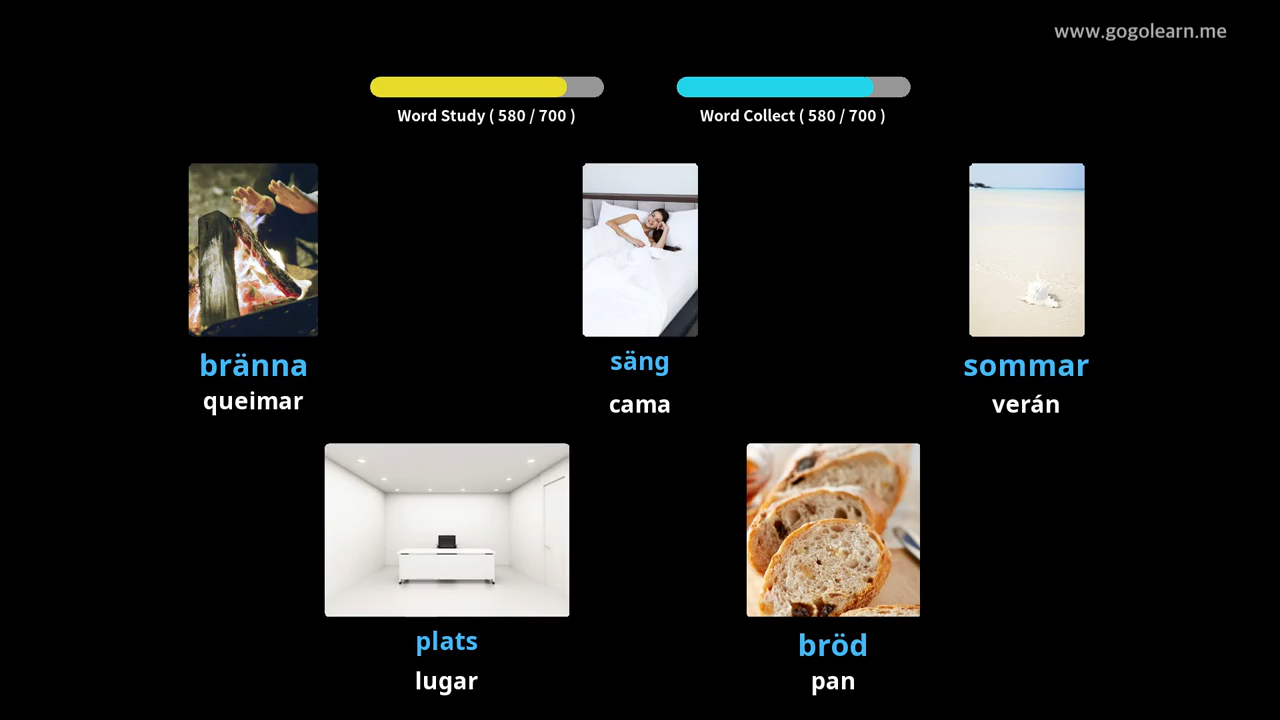 www.gogolearn.me
Word Study ( 580 / 700 )
Word Collect ( 580 / 700 )
bränna
queimar
säng
cama
sommar
verán
plats
lugar
bröd
pan